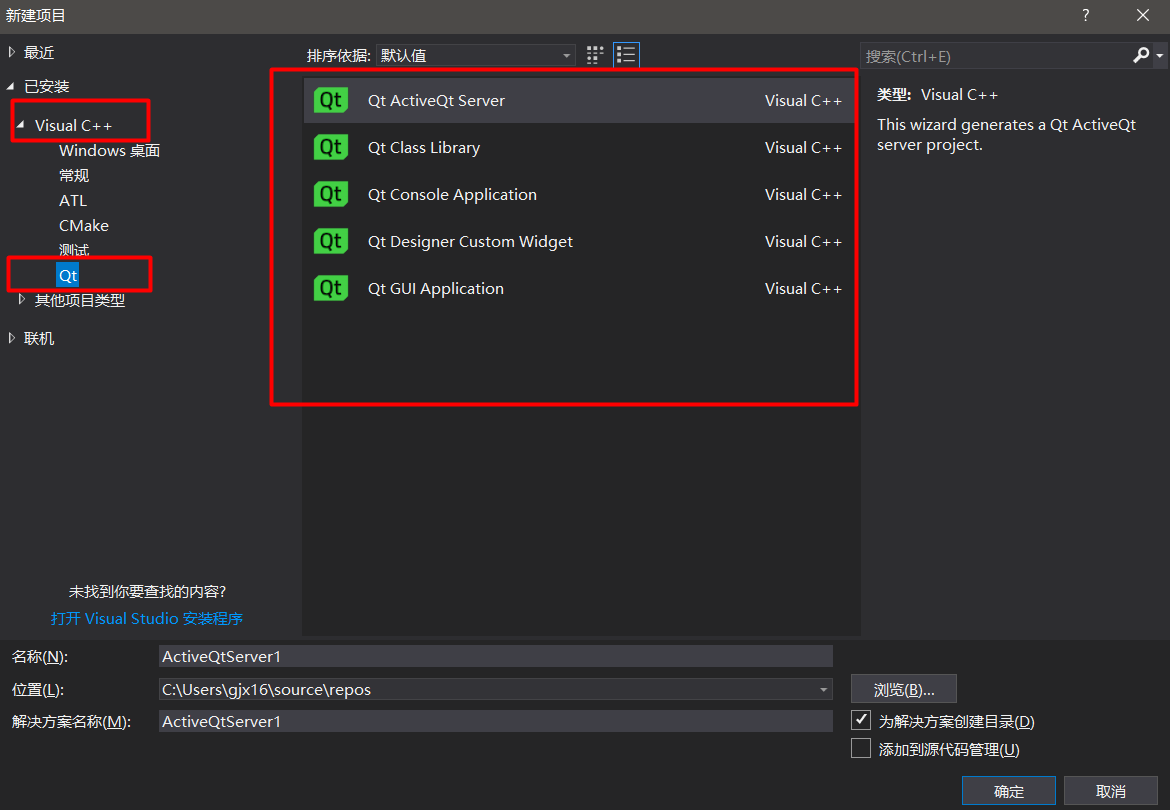 新建项目
?
最近
排序依据: 默认值
搜索(Ctrl+E)
已安装
Visual C++
Windows 桌面
常规
ATL
CMake
测试
Qt
其他项目类型
联机
Qt Qt ActiveQt Server Visual C++
Qt Qt Class Library Visual C++
Qt Qt Console Application Visual C++
Qt Qt Designer Custom Widget Visual C++
Qt Qt GUI Application Visual C++
类型: Visual C++
This wizard generates a Qt ActiveQt
server project.
未找到你要查找的内容?
打开 Visual Studio 安装程序
名称(N): ActiveQtServer1
位置(L): C:\Users\gjx16\source\repos 浏览(B)...
解决方案名称(M): ActiveQtServer1
为解决方案创建目录(D)
添加到源代码管理(U)
确定 取消